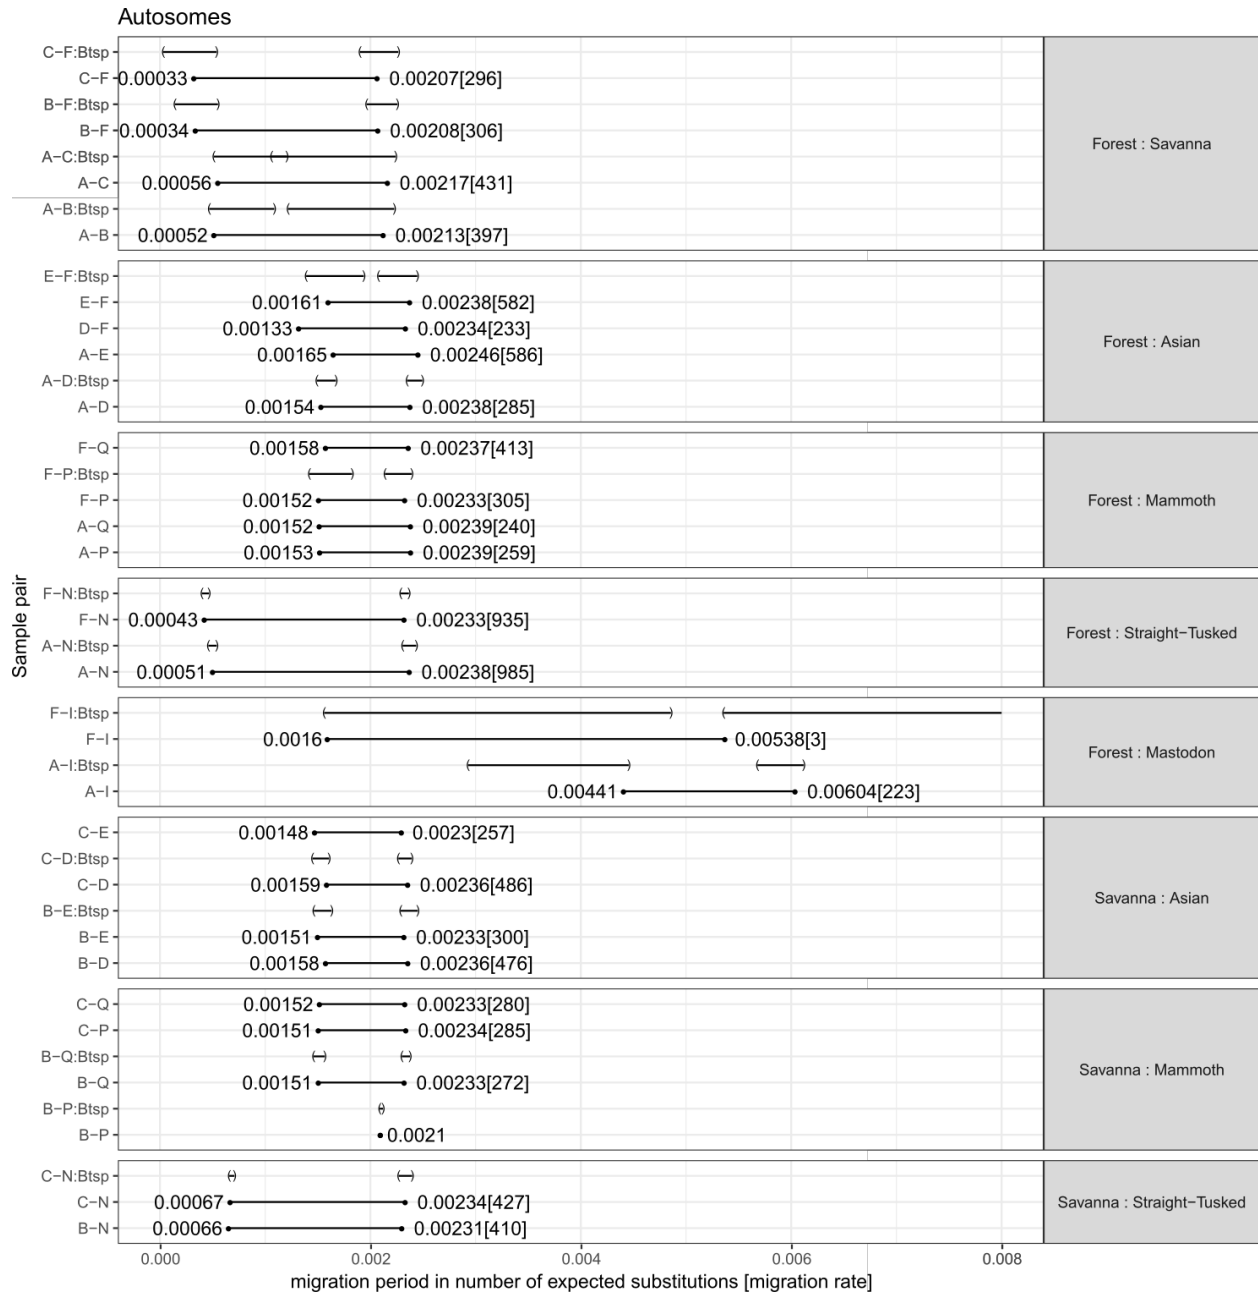 Autosomes
C−F:Btsp
C−F 0.00033 0.00207[296]
B−F:Btsp
B−F 0.00034 0.00208[306]
A−C:Btsp
A−C 0.00056 0.00217[431]
A−B:Btsp
A−B 0.00052 0.00213[397]
Forest : Savanna
E−F:Btsp
E−F 0.00161 0.00238[582]
D−F 0.00133 0.00234[233]
A−E 0.00165 0.00246[586]
A−D:Btsp
A−D 0.00154 0.00238[285]
Forest : Asian
F−Q 0.00158 0.00237[413]
F−P:Btsp
F−P 0.00152 0.00233[305]
A−Q 0.00152 0.00239[240]
A−P 0.00153 0.00239[259]
Forest : Mammoth
F−N:Btsp
F−N 0.00043 0.00233[935]
A−N:Btsp
A−N 0.00051 0.00238[985]
Forest : Straight−Tusked
F−I:Btsp
F−I 0.0016 0.00538[3]
A−I:Btsp
A−I 0.00441 0.00604[223]
Forest : Mastodon
C−E 0.00148 0.0023[257]
C−D:Btsp
C−D 0.00159 0.00236[486]
B−E:Btsp
B−E 0.00151 0.00233[300]
B−D 0.00158 0.00236[476]
Savanna : Asian
C−Q 0.00152 0.00233[280]
C−P 0.00151 0.00234[285]
B−Q:Btsp
B−Q 0.00151 0.00233[272]
B−P:Btsp
B−P 0.0021
Savanna : Mammoth
C−N:Btsp
C−N 0.00067 0.00234[427]
B−N 0.00066 0.00231[410]
Savanna : Straight−Tusked
Sample pair
0.000 0.002 0.004 0.006 0.008
migration period in number of expected substitutions [migration rate]